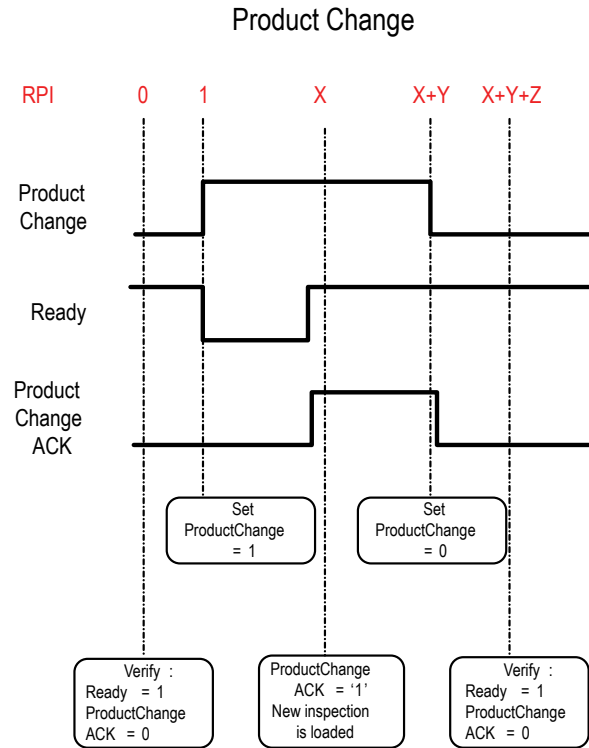 Product Change
RPI 0 1 X X+Y X+Y+Z
Product
Change
Ready
Product
Change
ACK
Set
ProductChange
= 1
Set
ProductChange
= 0
Verify :
Ready = 1
ProductChange
ACK = 0
ProductChange
ACK = ‘1’
New inspection
is loaded
Verify :
Ready = 1
ProductChange
ACK = 0